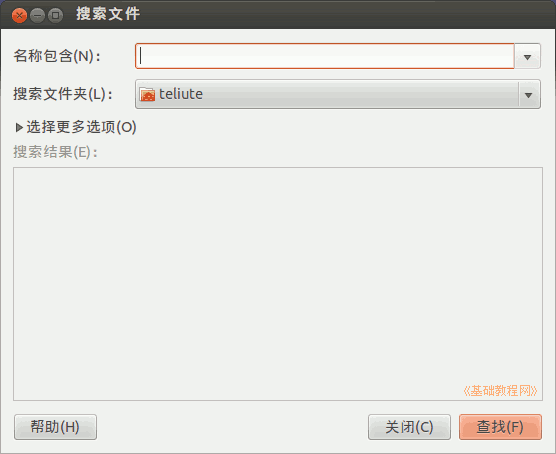 搜索文件
名称包含(N)：
搜索文件夹(L)： teliute
选择更多选项(O)
搜索结果(E)：
《基础教程网》
帮助(H) 关闭(C) 查找(F)